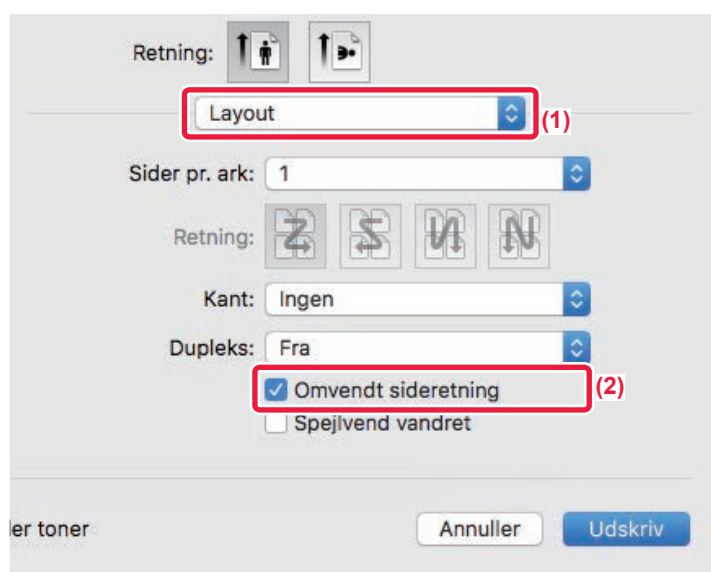 Retning:
Layout (1)
Sider pr. ark: 1
Retning:
Kant: Ingen
Dupleks: Fra
Omvendt sideretning (2)
Spejlvend vandret
er toner Annuller Udskriv